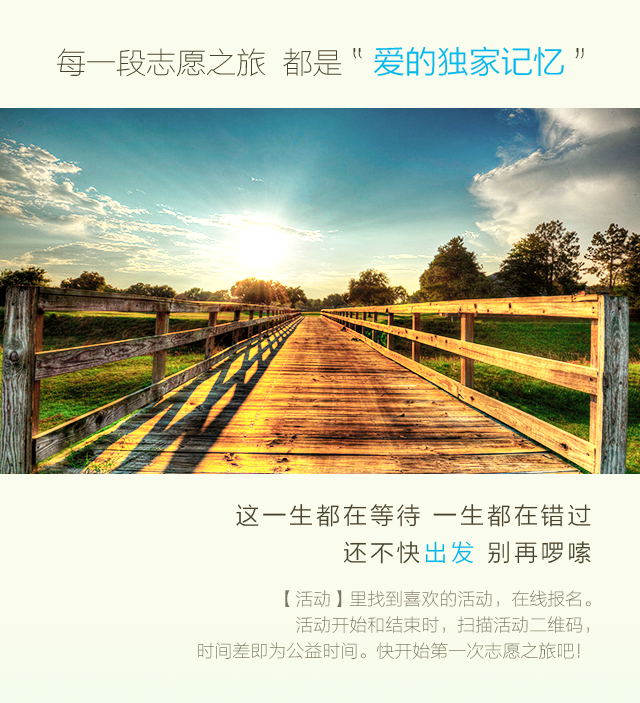 每一段志愿之旅 都是“爱的独家记忆”
这一生都在等待 一生都在错过
还不快出发 别再啰嗦
【活动】里找到喜欢的活动，在线报名。
活动开始和结束时，扫描活动二维码，
时间差即为公益时间。快开始第一次志愿之旅吧！